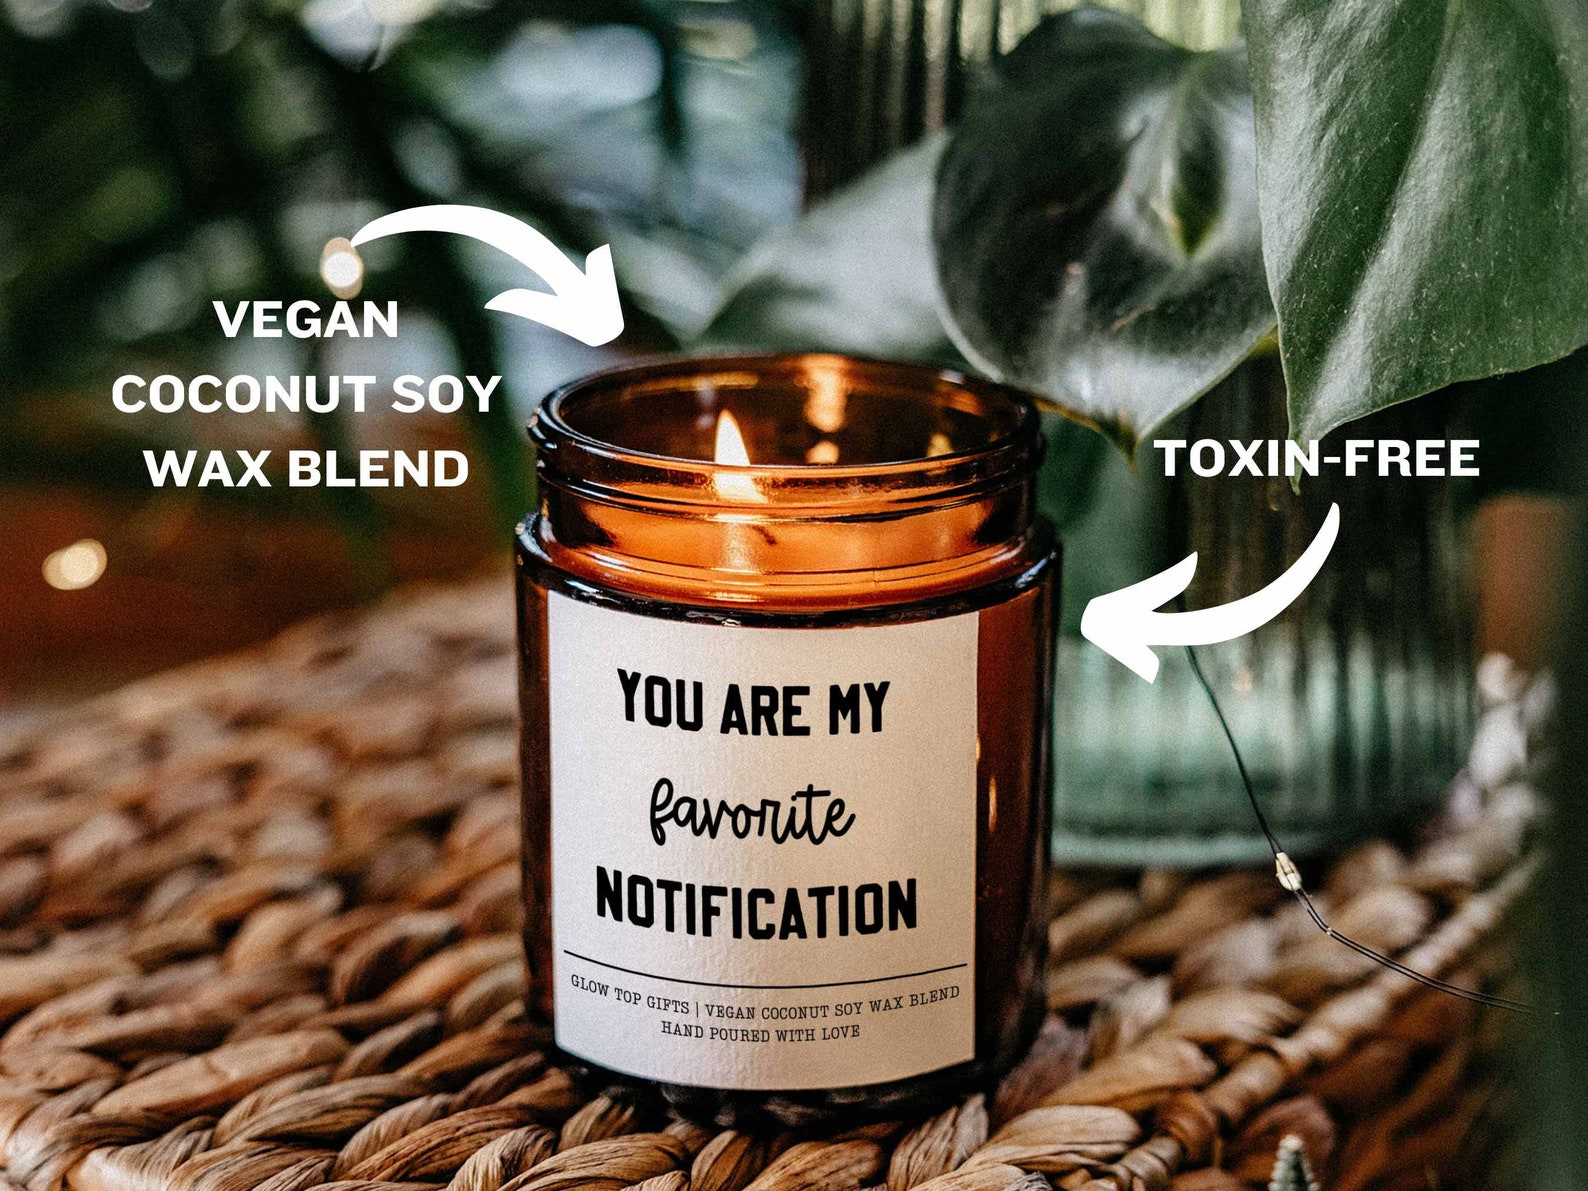 VEGAN
COCONUT SOY
WAX BLEND
TOXIN-FREE
YOU ARE MY
favorite
NOTIFICATION
GLOW TOP GIFTS | VEGAN COCONUT SOY WAX BLEND
HAND POURED WITH LOVE